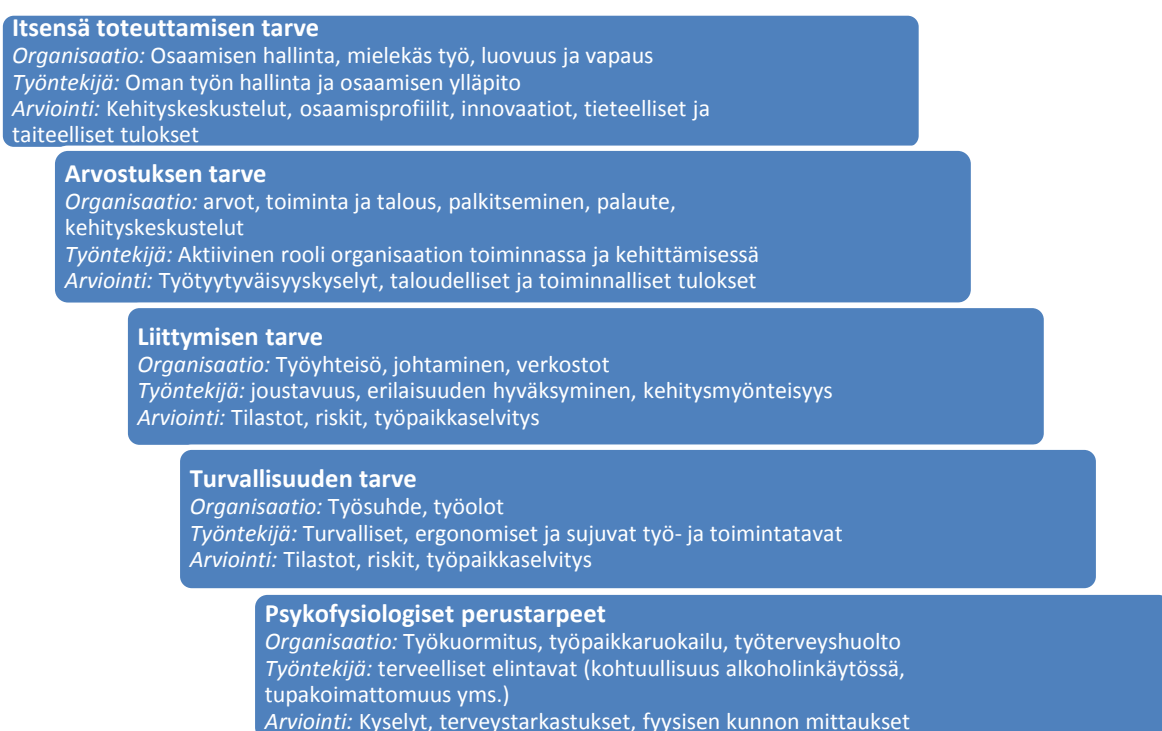 Itsensä toteuttamisen tarve
Organisaatio: Osaamisen hallinta, mielekäs työ, luovuus ja vapaus
Työntekijä: Oman työn hallinta ja osaamisen ylläpito
Arviointi: Kehityskeskustelut, osaamisprofiilit, innovaatiot, tieteelliset ja
taiteelliset tulokset
Arvostuksen tarve
Organisaatio: arvot, toiminta ja talous, palkitseminen, palaute,
kehityskeskustelut
Työntekijä: Aktiivinen rooli organisaation toiminnassa ja kehittämisessä
Arviointi: Työtyytyväisyyskyselyt, taloudelliset ja toiminnalliset tulokset
Liittymisen tarve
Organisaatio: Työyhteisö, johtaminen, verkostot
Työntekijä: joustavuus, erilaisuuden hyväksyminen, kehitysmyönteisyys
Arviointi: Tilastot, riskit, työpaikkaselvitys
Turvallisuuden tarve
Organisaatio: Työsuhde, työolot
Työntekijä: Turvalliset, ergonomiset ja sujuvat työ- ja toimintatavat
Arviointi: Tilastot, riskit, työpaikkaselvitys
Psykofysiologiset perustarpeet
Organisaatio: Työkuormitus, työpaikkaruokailu, työterveyshuolto
Työntekijä: terveelliset elintavat (kohtuullisuus alkoholinkäytössä,
tupakoimattomuus yms.)
Arviointi: Kyselyt, terveystarkastukset, fyysisen kunnon mittaukset